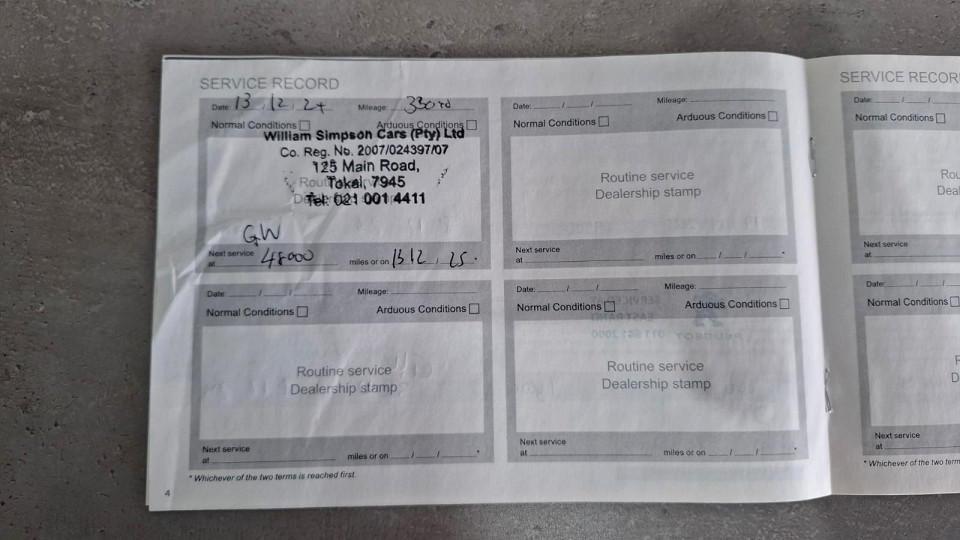 SERVICE RECORD
Date: 13 / 12 / 24 Mileage:
Normal Conditions Arduous Conditions
William Simpson Cars (Pty) Ltd
Co. Reg. No. 2007/024397/07
125 Main Road,
Tokai, 7945
Tel: 021 001 4411
GW
Next service
at 48000 miles or on 13 12 / 25 *
Date: / / Mileage:
Normal Conditions Arduous Conditions
Routine service
Dealership stamp
Next service
at miles or on / / *
Date: / / Mileage:
Normal Conditions Arduous Conditions
Routine service
Dealership stamp
Next service
at miles or on / / *
Date: / / Mileage:
Normal Conditions Arduous Conditions
Routine service
Dealership stamp
Next service
at miles or on / / *
* Whichever of the two terms is reached first.
4
SERVICE
Date: / /
Normal Conditions
Next service
at
Date: / /
Normal Conditions
Next service
at
* Whichever of the two